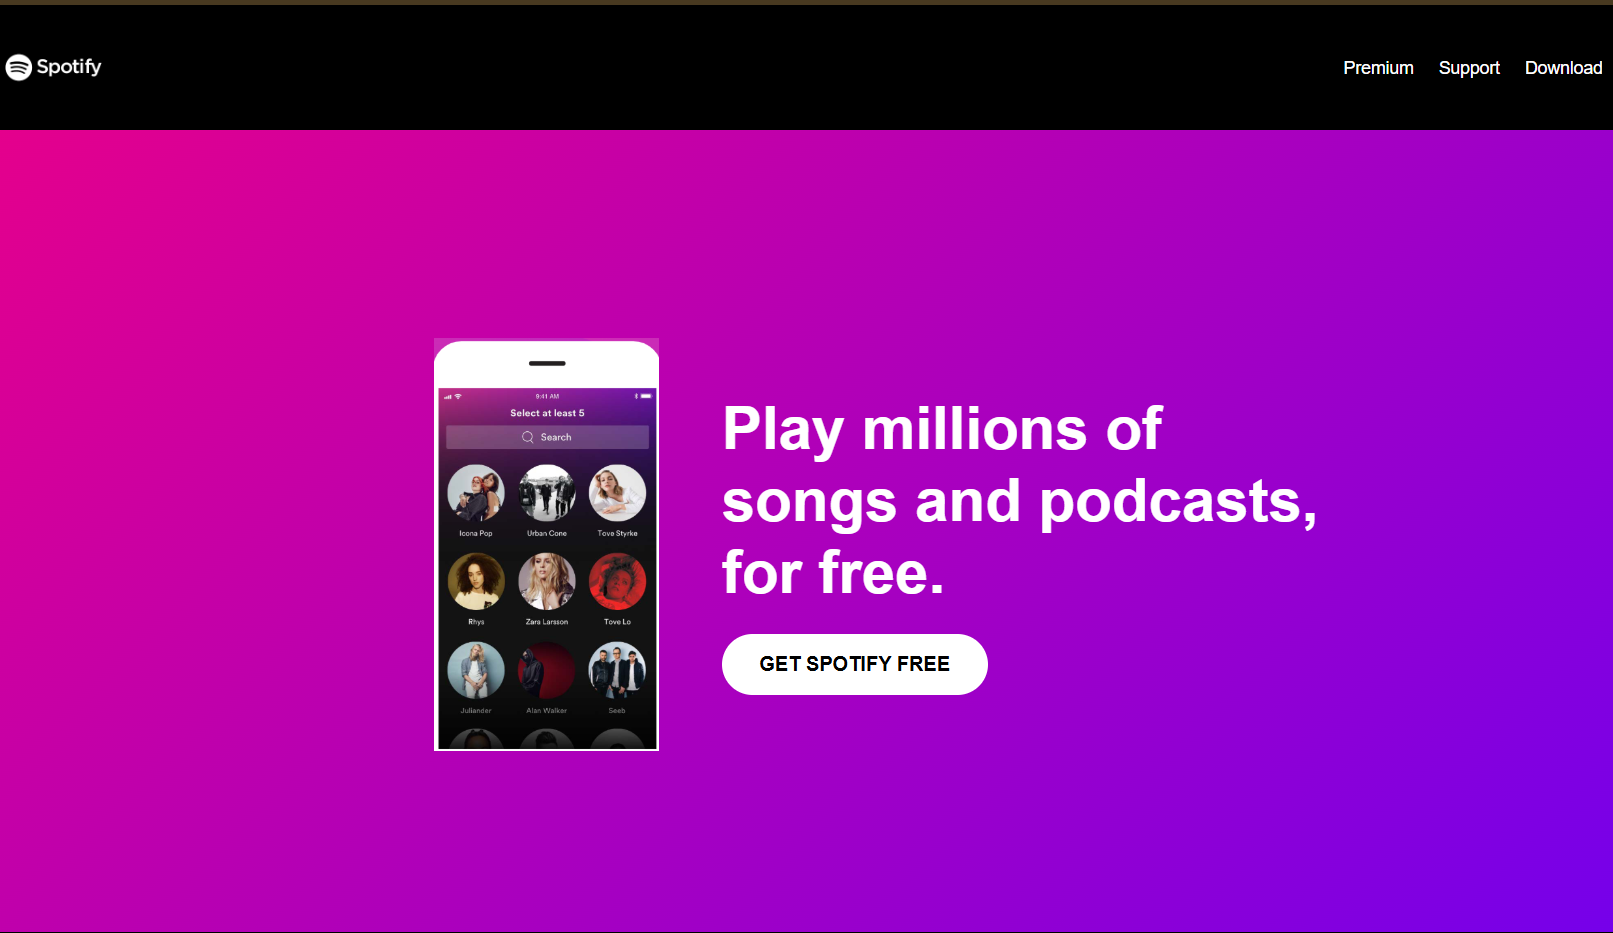 Spotify
Premium Support Download
9:41 AM
Select at least 5
Search
Icona Pop Urban Cone Tove Styrke
Rhys Zara Larsson Tove Lo
Juliander Alan Walker Seeb
Play millions of
songs and podcasts,
for free.
GET SPOTIFY FREE